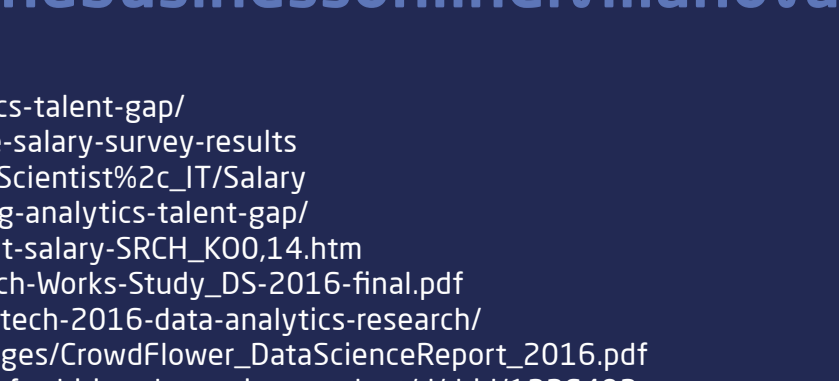 cs-talent-gap/
-salary-survey-results
Scientist%2c_IT/Salary
g-analytics-talent-gap/
t-salary-SRCH_KO0,14.htm
ch-Works-Study_DS-2016-final.pdf
tech-2016-data-analytics-research/
ges/CrowdFlower_DataScienceReport_2016.pdf